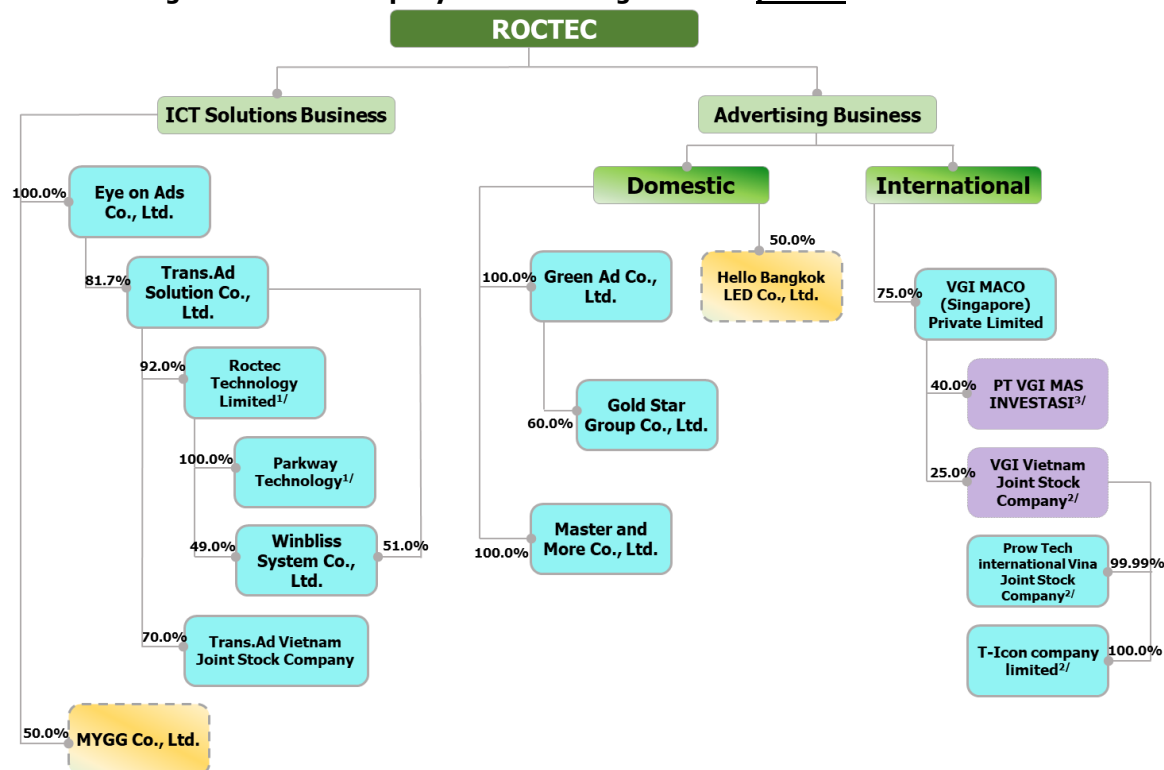 ROCTEC
ICT Solutions Business
Advertising Business
Domestic
International
100.0%
Eye on Ads
Co., Ltd.
81.7%
Trans.Ad
Solution Co.,
Ltd.
92.0%
Roctec
Technology
Limited1/
100.0%
Parkway
Technology1/
49.0%
Winbliss
System Co.,
Ltd.
51.0%
70.0%
Trans.Ad Vietnam
Joint Stock Company
50.0%
MYGG Co., Ltd.
100.0%
Green Ad Co.,
Ltd.
60.0%
Gold Star
Group Co., Ltd.
100.0%
Master and
More Co., Ltd.
50.0%
Hello Bangkok
LED Co., Ltd.
75.0%
VGI MACO
(Singapore)
Private Limited
40.0%
PT VGI MAS
INVESTASI3/
25.0%
VGI Vietnam
Joint Stock
Company2/
Prow Tech
international Vina
Joint Stock
Company2/
99.99%
T-Icon company
limited2/
100.0%